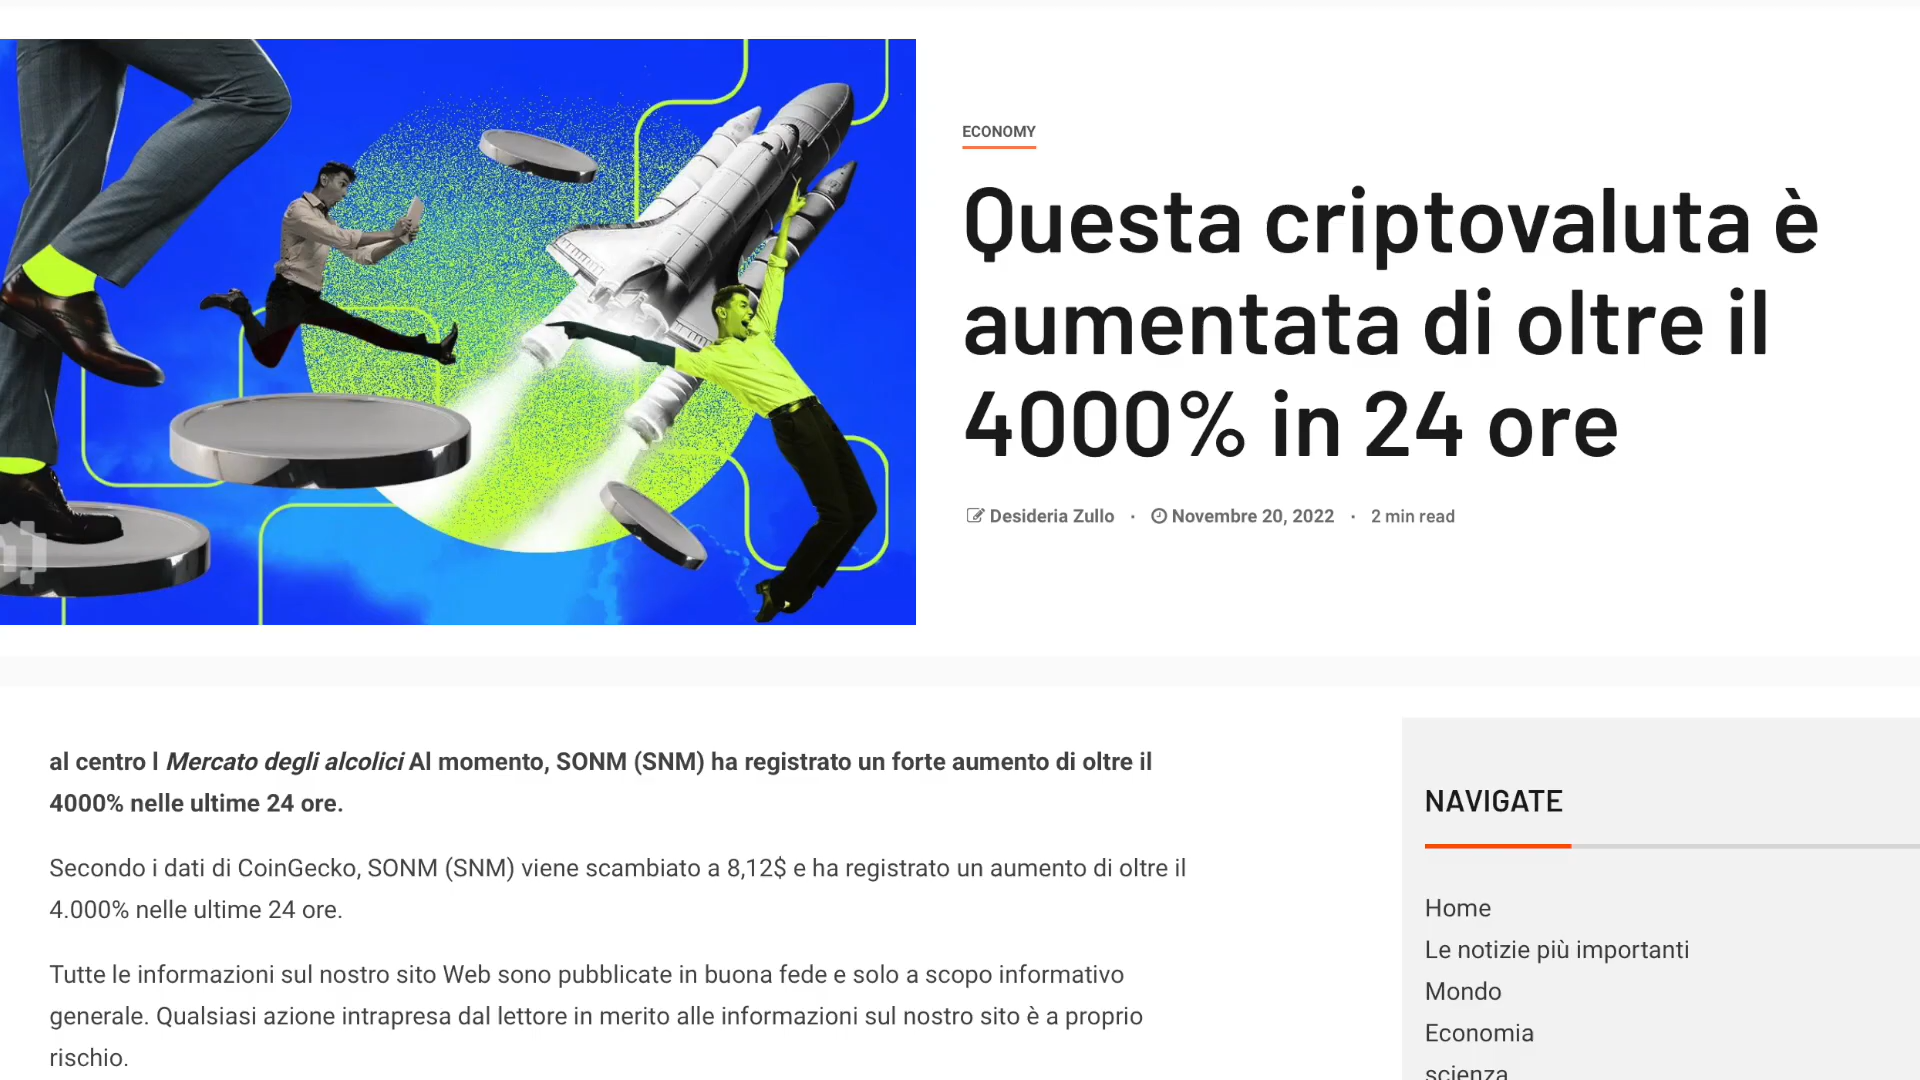 ECONOMY
Questa criptovaluta è
aumentata di oltre il
4000% in 24 ore
Desideria Zullo · Novembre 20, 2022 · 2 min read
al centro l Mercato degli alcolici Al momento, SONM (SNM) ha registrato un forte aumento di oltre il
4000% nelle ultime 24 ore.
Secondo i dati di CoinGecko, SONM (SNM) viene scambiato a 8,12$ e ha registrato un aumento di oltre il
4.000% nelle ultime 24 ore.
Tutte le informazioni sul nostro sito Web sono pubblicate in buona fede e solo a scopo informativo
generale. Qualsiasi azione intrapresa dal lettore in merito alle informazioni sul nostro sito è a proprio
rischio.
NAVIGATE
Home
Le notizie più importanti
Mondo
Economia
scienza